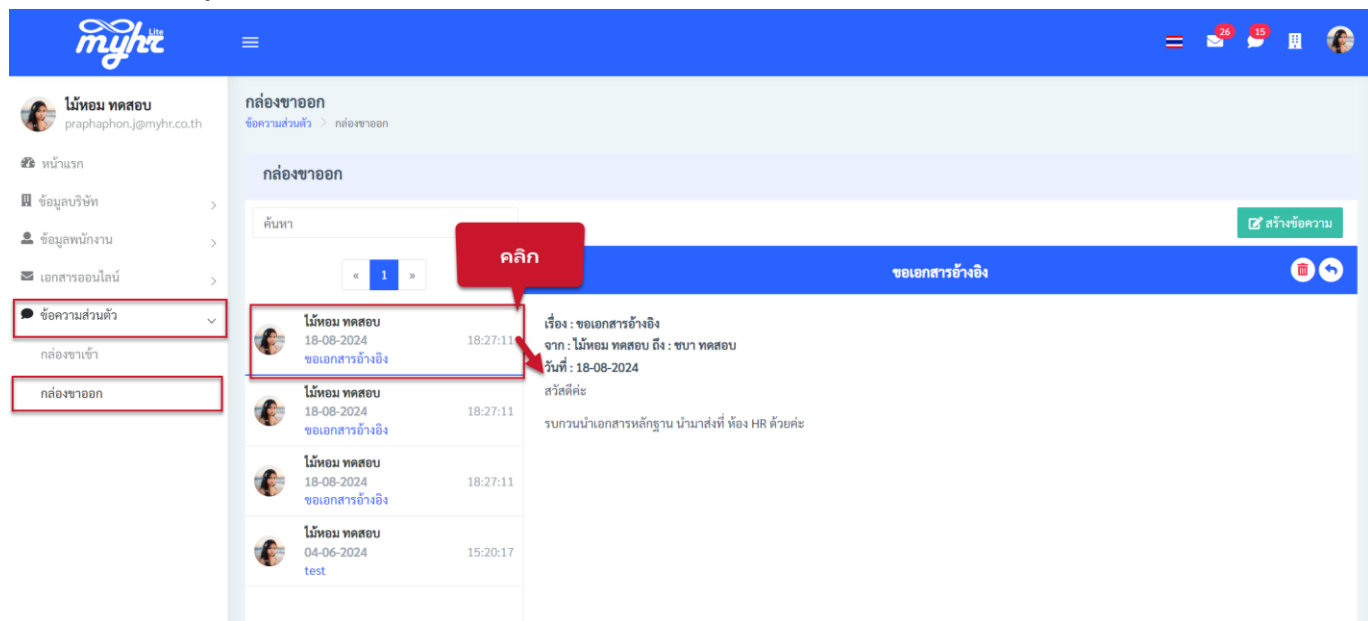 myhr Lite
26
15
ไม้หอม ทดสอบ
praphaphon.j@myhr.co.th
หน้าแรก
ข้อมูลบริษัท
ข้อมูลพนักงาน
เอกสารออนไลน์
ข้อความส่วนตัว
กล่องขาเข้า
กล่องขาออก
กล่องขาออก
ข้อความส่วนตัว > กล่องขาออก
กล่องขาออก
ค้นหา
สร้างข้อความ
คลิก
« 1 »
ขอเอกสารอ้างอิง
ไม้หอม ทดสอบ
18-08-2024 18:27:11
ขอเอกสารอ้างอิง
ไม้หอม ทดสอบ
18-08-2024 18:27:11
ขอเอกสารอ้างอิง
ไม้หอม ทดสอบ
18-08-2024 18:27:11
ขอเอกสารอ้างอิง
ไม้หอม ทดสอบ
04-06-2024 15:20:17
test
เรื่อง : ขอเอกสารอ้างอิง
จาก : ไม้หอม ทดสอบ ถึง : ชบา ทดสอบ
วันที่ : 18-08-2024
สวัสดีค่ะ
รบกวนนำเอกสารหลักฐาน นำมาส่งที่ ห้อง HR ด้วยค่ะ